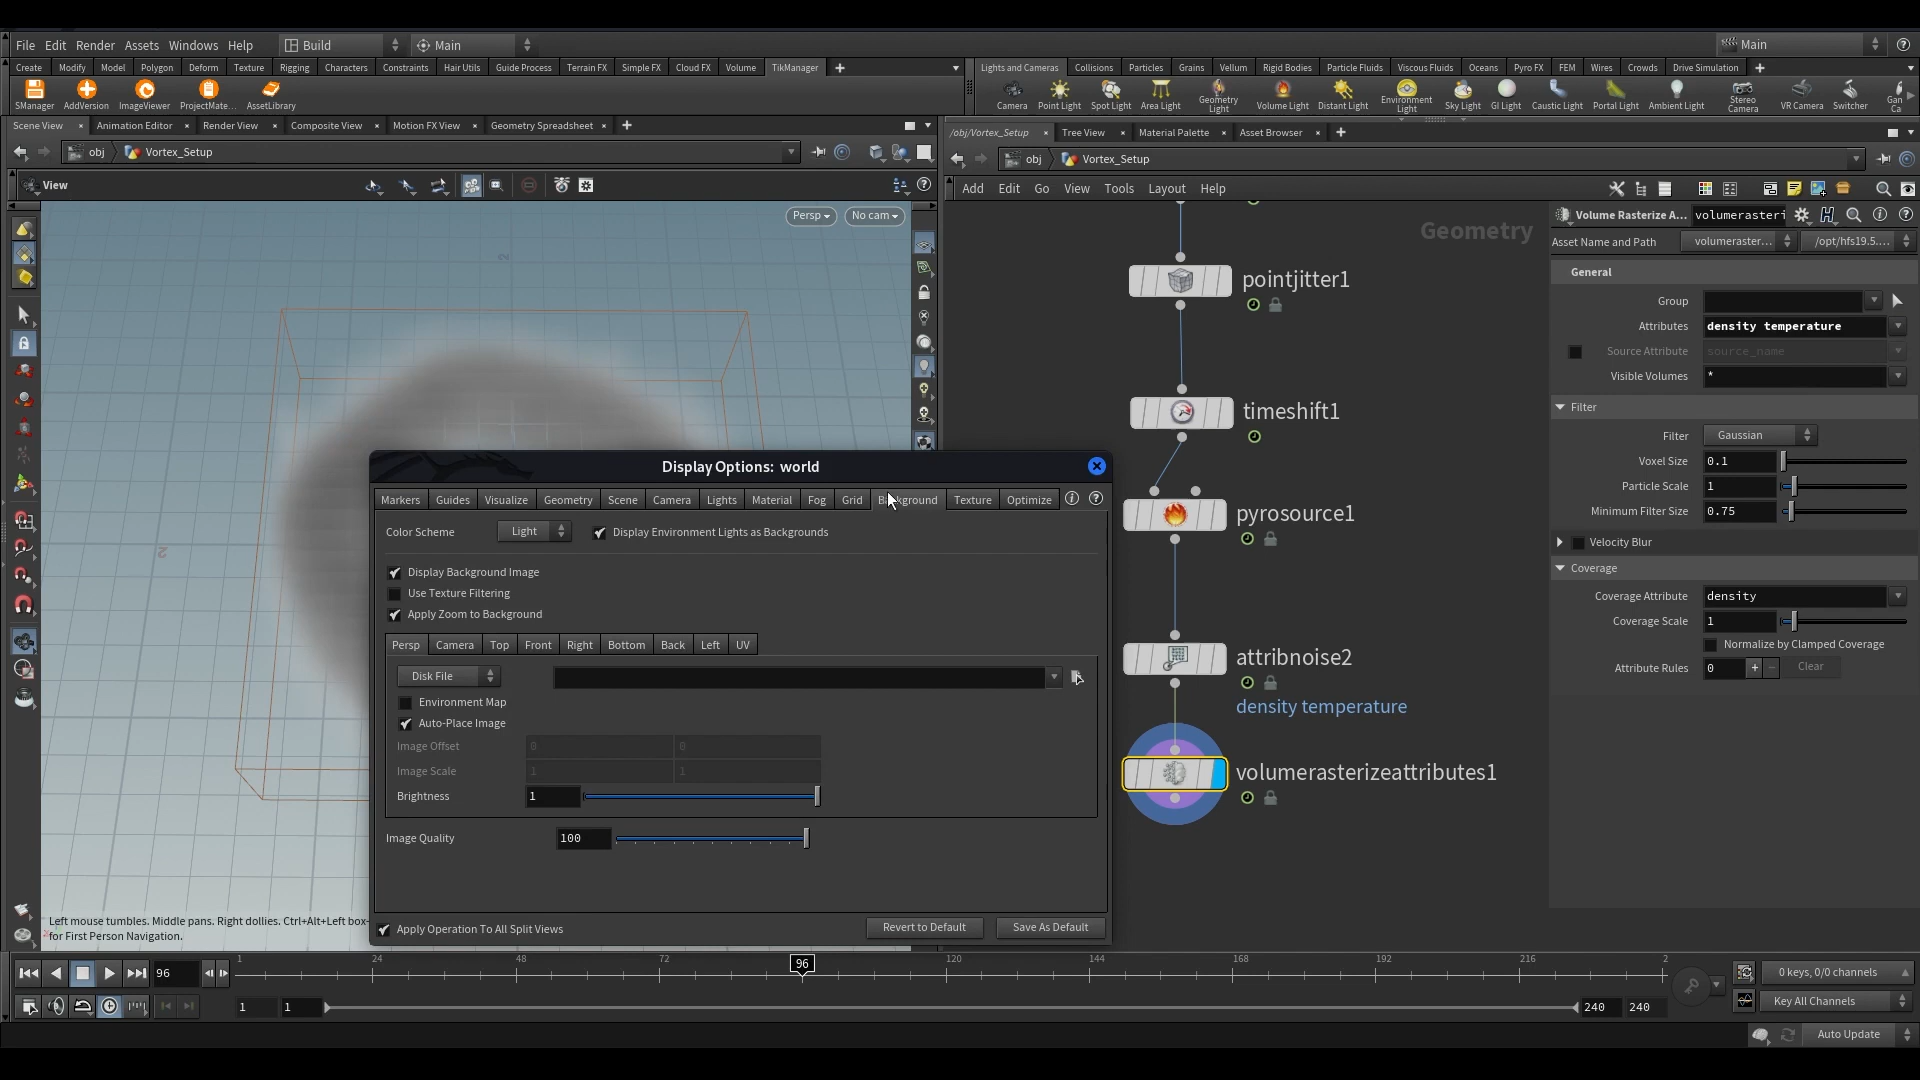 File Edit Render Assets Windows Help Build Main Main
Create Modify Model Polygon Deform Texture Rigging Characters Constraints Hair Utils Guide Process Terrain FX Simple FX Cloud FX Volume TikManager
Lights and Cameras Collisions Particles Grains Vellum Rigid Bodies Particle Fluids Viscous Fluids Oceans Pyro FX FEM Wires Crowds Drive Simulation
SManager AddVersion ImageViewer ProjectMate... AssetLibrary
Camera Point Light Spot Light Area Light Geometry Light Volume Light Distant Light Environment Light Sky Light GI Light Caustic Light Portal Light Ambient Light Stereo Camera VR Camera Switcher Gan Ca
Scene View Animation Editor Render View Composite View Motion FX View Geometry Spreadsheet
/obj/Vortex_Setup Tree View Material Palette Asset Browser
obj Vortex_Setup
obj Vortex_Setup
View
Add Edit Go View Tools Layout Help
Persp No cam
2
2
Left mouse tumbles. Middle pans. Right dollies. Ctrl+Alt+Left box-
for First Person Navigation.
Geometry
pointjitter1
timeshift1
pyrosource1
attribnoise2
density temperature
volumerasterizeattributes1
Volume Rasterize A... volumerasteri
Asset Name and Path volumeraster... /opt/hfs19.5....
General
Group
Attributes density temperature
Source Attribute source_name
Visible Volumes *
Filter
Filter Gaussian
Voxel Size 0.1
Particle Scale 1
Minimum Filter Size 0.75
Velocity Blur
Coverage
Coverage Attribute density
Coverage Scale 1
Normalize by Clamped Coverage
Attribute Rules 0 + - Clear
Display Options: world
Markers Guides Visualize Geometry Scene Camera Lights Material Fog Grid Background Texture Optimize
Color Scheme Light Display Environment Lights as Backgrounds
Display Background Image
Use Texture Filtering
Apply Zoom to Background
Persp Camera Top Front Right Bottom Back Left UV
Disk File
Environment Map
Auto-Place Image
Image Offset 0 0
Image Scale 1 1
Brightness 1
Image Quality 100
Apply Operation To All Split Views Revert to Default Save As Default
96 1 24 48 72 96 120 144 168 192 216 2
0 keys, 0/0 channels
1 1 240 240
Key All Channels
Auto Update